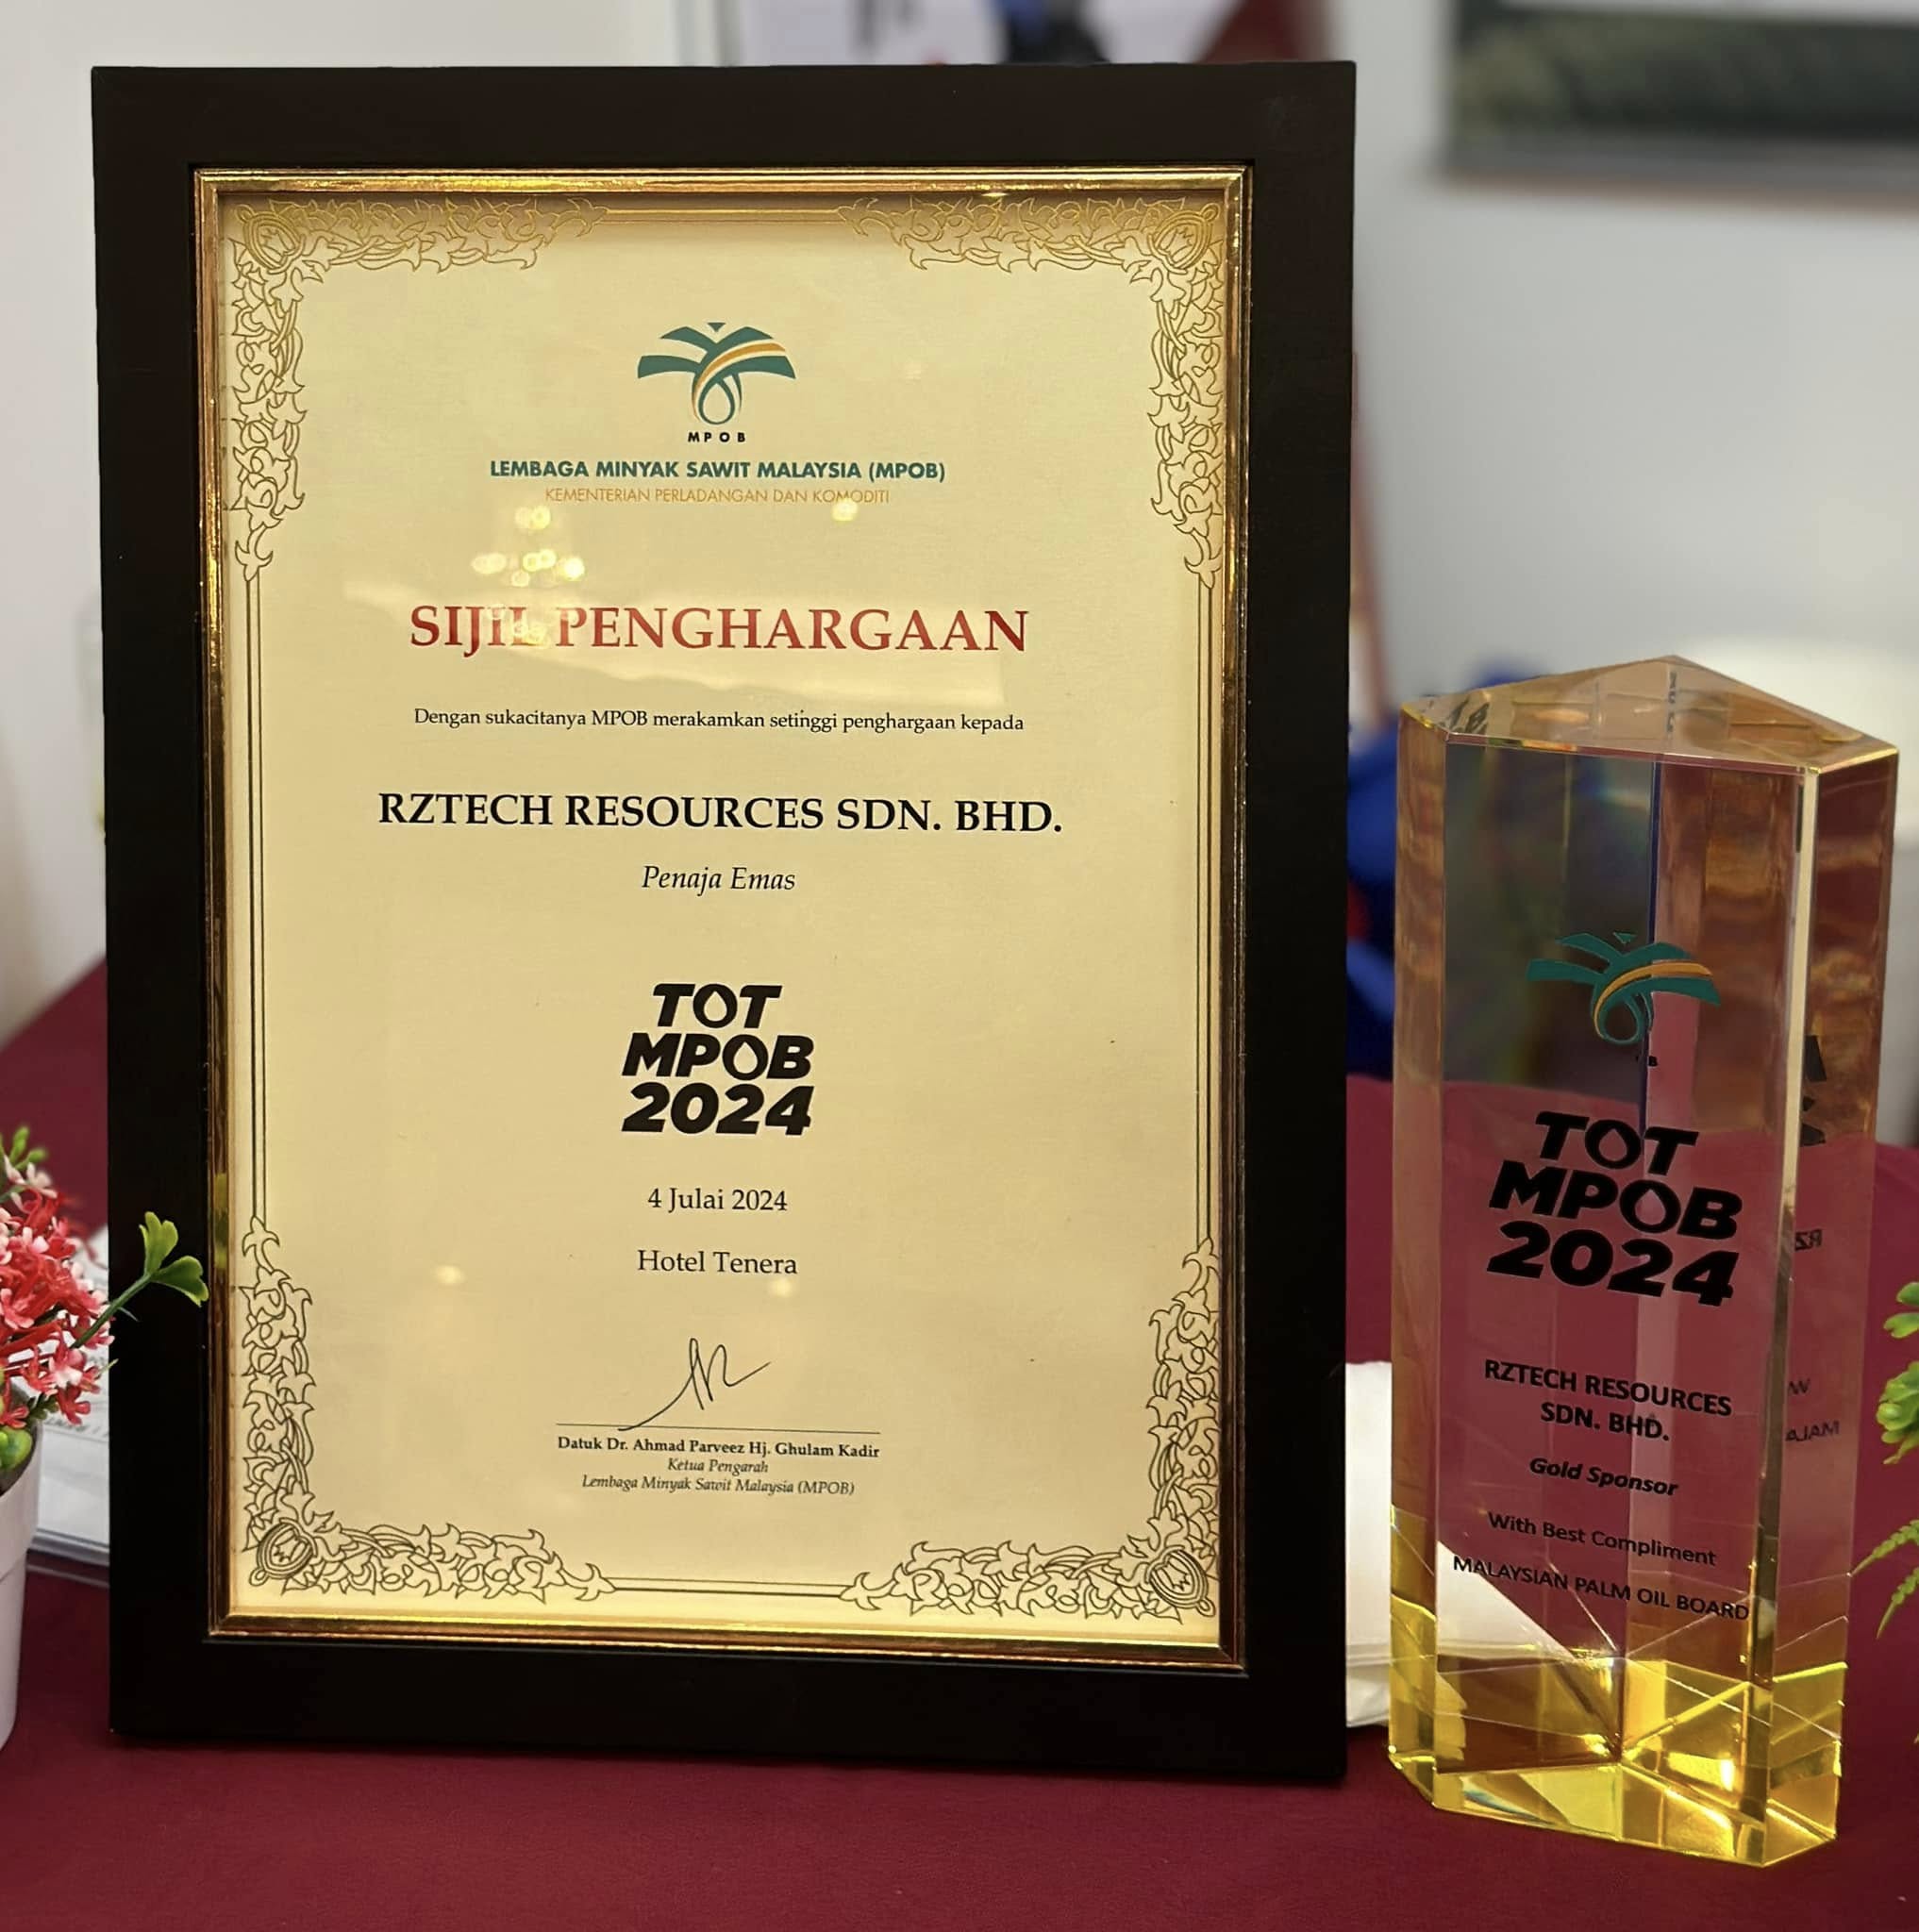 MPOB
LEMBAGA MINYAK SAWIT MALAYSIA (MPOB)
KEMENTERIAN PERLADANGAN DAN KOMODITI
SIJIL PENGHARGAAN
Dengan sukacitanya MPOB merakamkan setinggi penghargaan kepada
RZTECH RESOURCES SDN. BHD.
Penaja Emas
TOT
MPOB
2024
4 Julai 2024
Hotel Tenera
Datuk Dr. Ahmad Parveez Hj. Ghulam Kadir
Ketua Pengarah
Lembaga Minyak Sawit Malaysia (MPOB)
TOT
MPOB
2024
RZTECH RESOURCES
SDN. BHD.
Gold Sponsor
With Best Compliment
MALAYSIAN PALM OIL BOARD